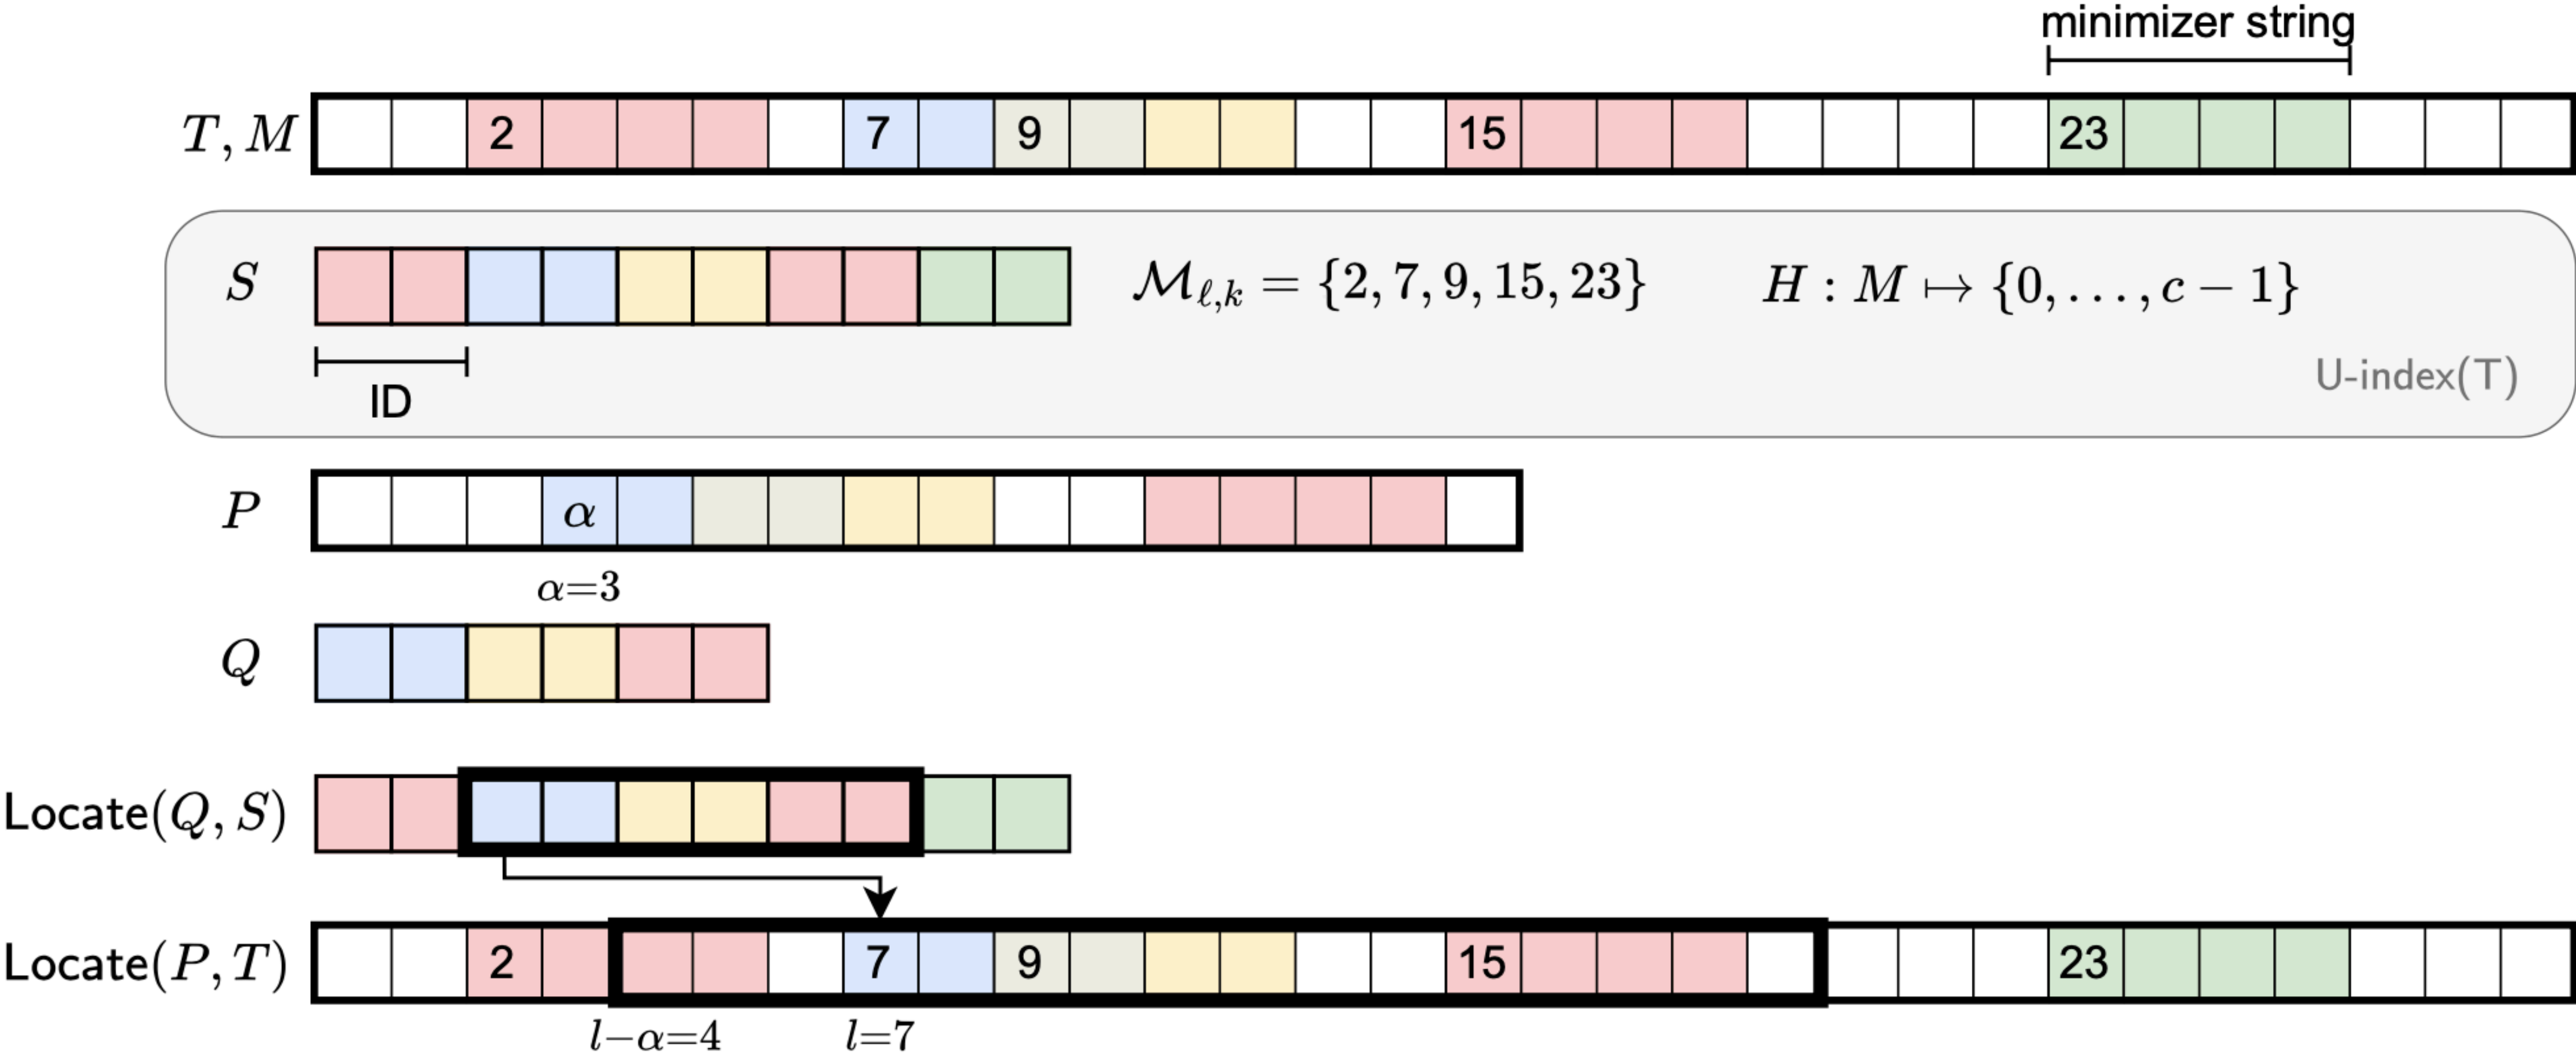 minimizer string
T, M 2 7 9 15 23
S ℳℓ,k = {2, 7, 9, 15, 23} H : M ↦ {0, . . . , c − 1}
U-index(T)
ID
P α
α=3
Q
Locate(Q, S)
Locate(P, T) 2 7 9 15 23
l−α=4 l=7